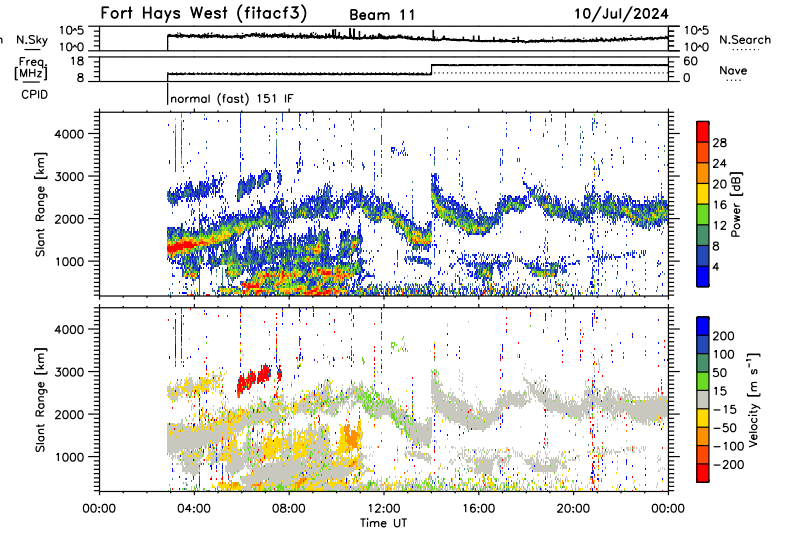 Fort Hays West (fitacf3) Beam 11 10/Jul/2024
N.Sky 10^5 10^5 N.Search
10^0 10^0
Freq. 18 60 Nave
[MHz] 8 0
CPID normal (fast) 151 IF
Slant Range [km]
4000
3000
2000
1000
Power [dB]
28
24
20
16
12
8
4
Slant Range [km]
4000
3000
2000
1000
Velocity [m s⁻¹]
200
100
50
15
-15
-50
-100
-200
00:00 04:00 08:00 12:00 16:00 20:00 00:00
Time UT